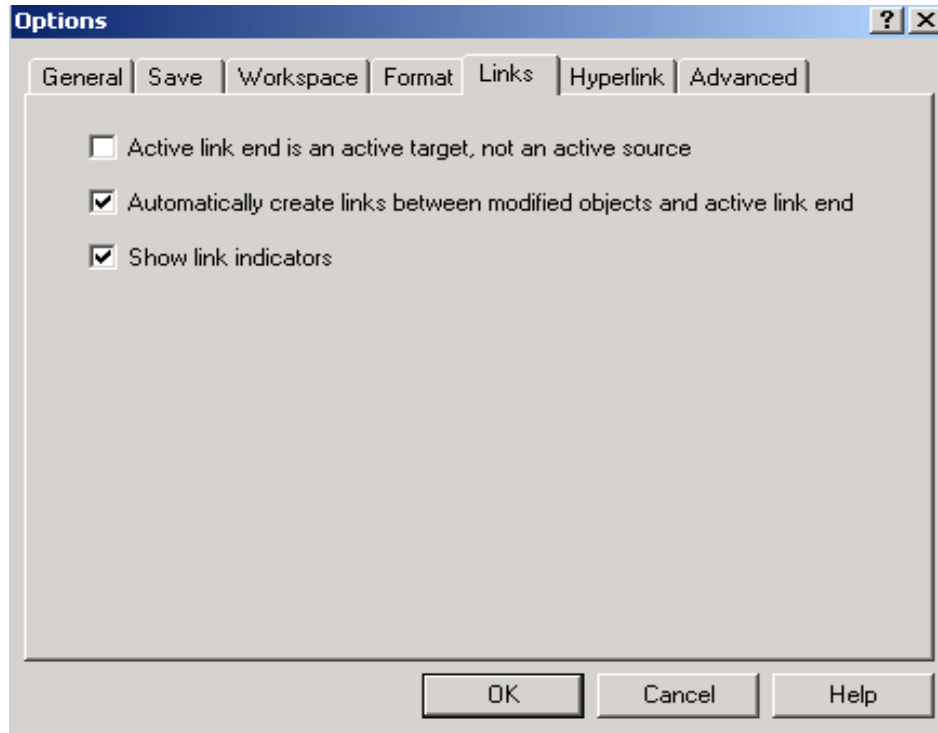 Options
General Save Workspace Format Links Hyperlink Advanced
Active link end is an active target, not an active source
Automatically create links between modified objects and active link end
Show link indicators
OK Cancel Help